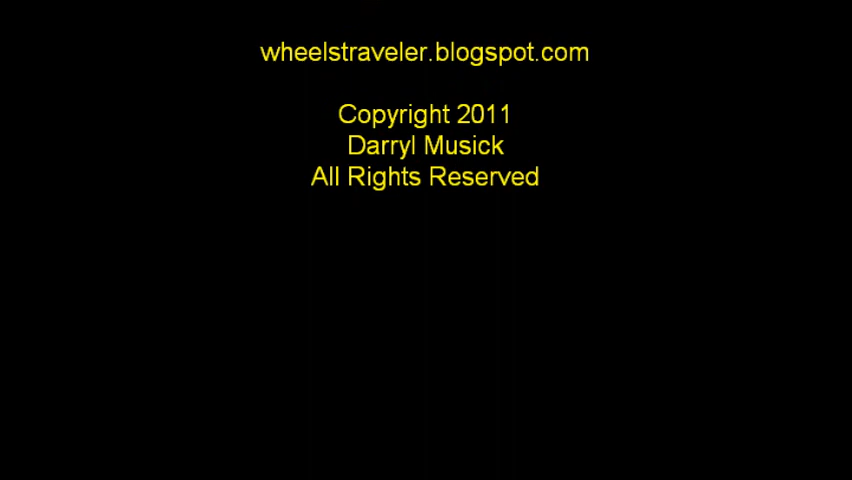 wheelstraveler.blogspot.com
Copyright 2011
Darryl Musick
All Rights Reserved